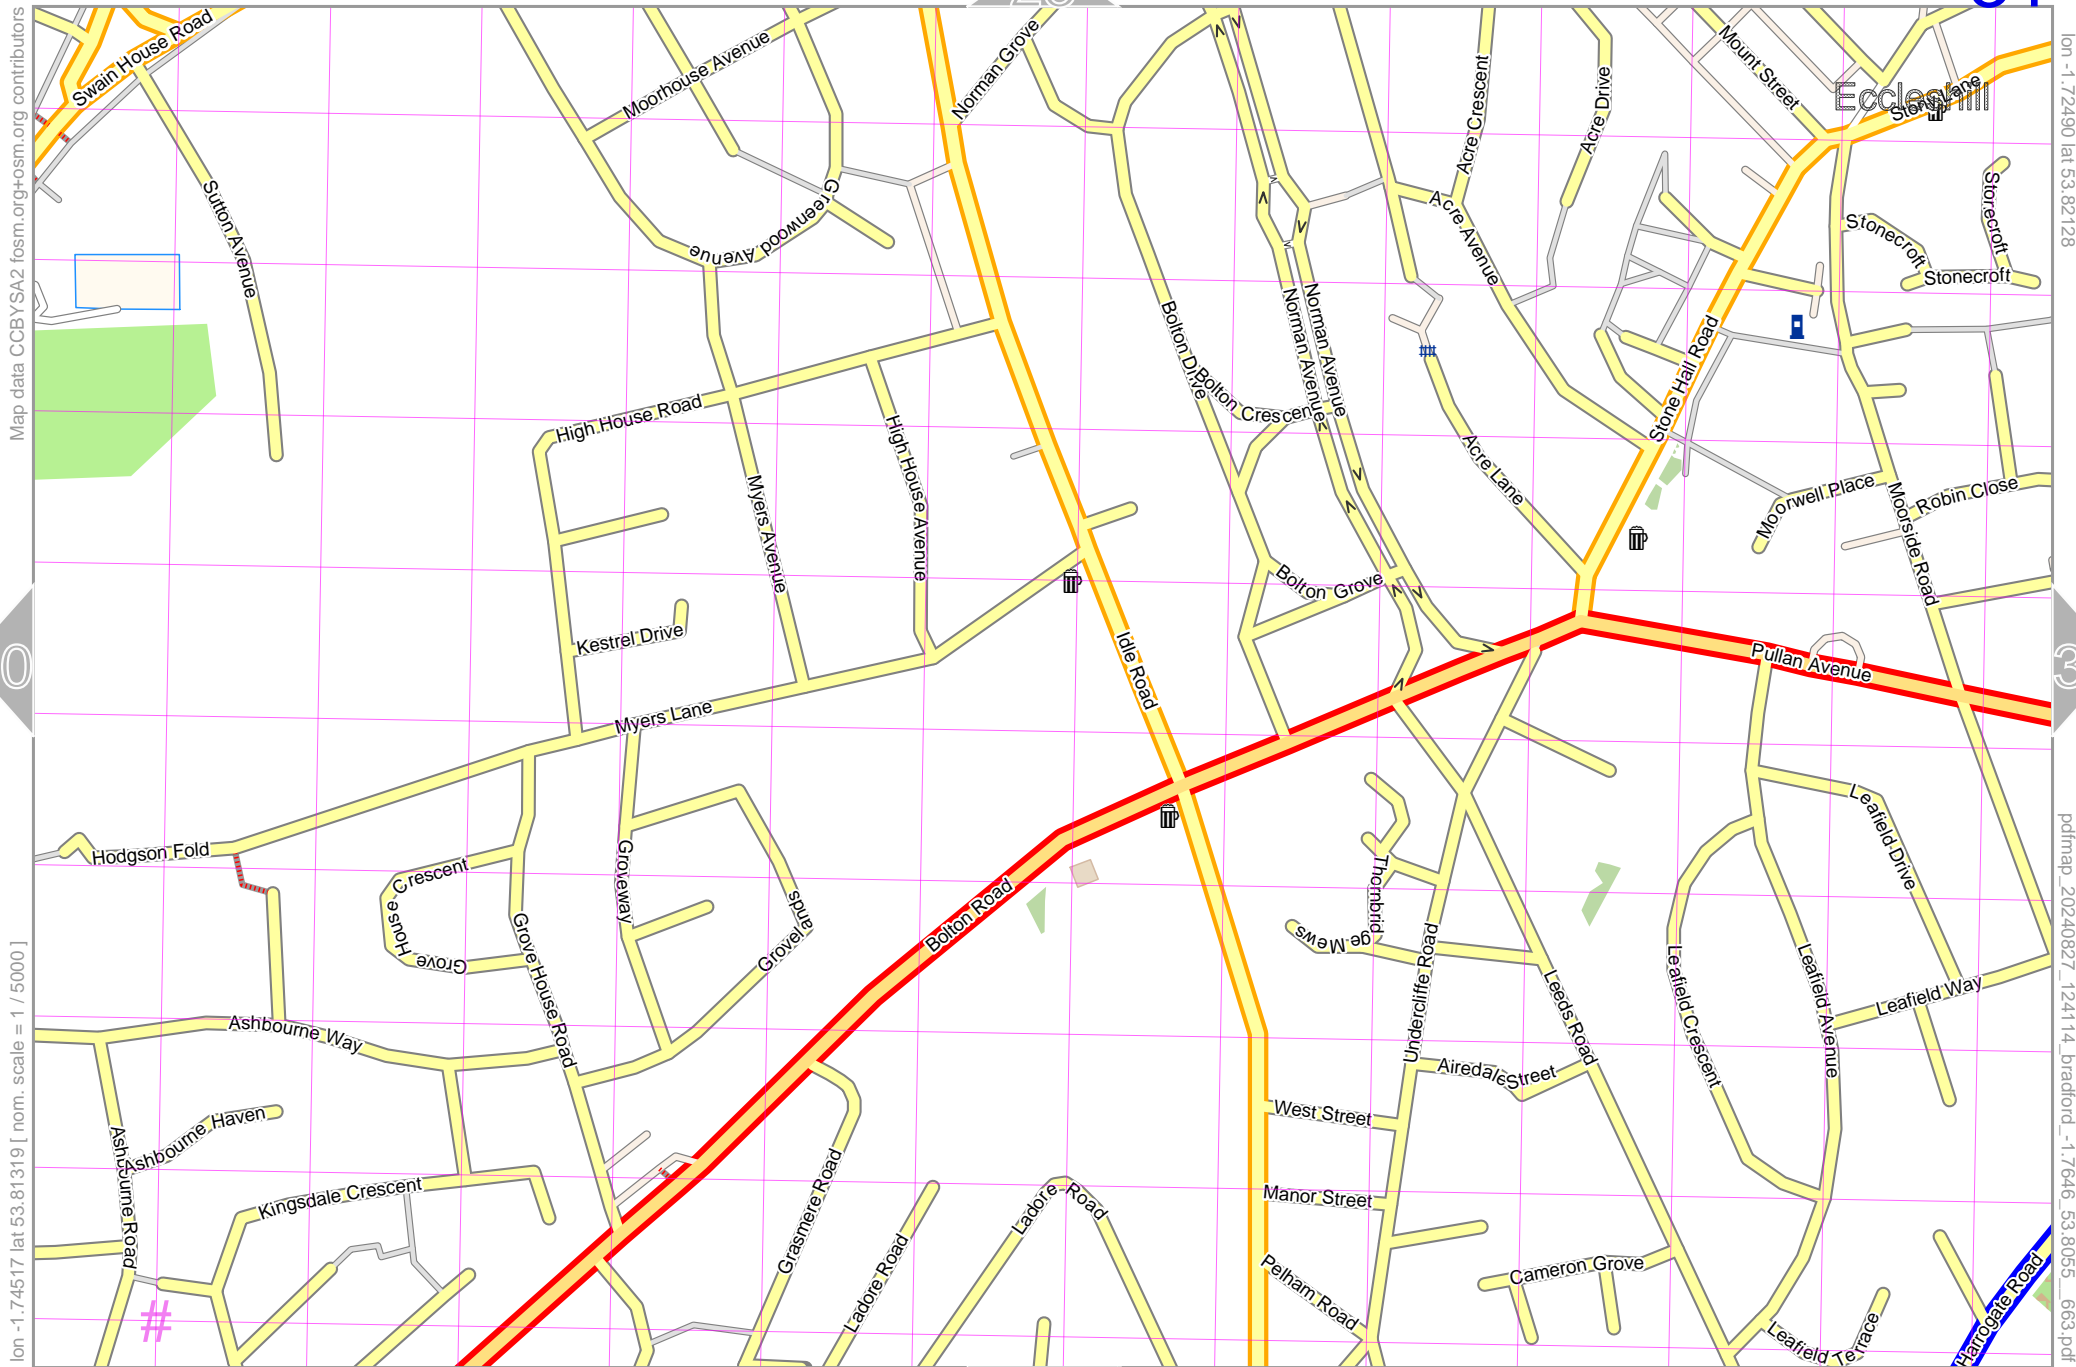 Swain House Road
Moorhouse Avenue
Norman Grove
Acre Crescent
Acre Drive
Mount Street
Eccleshill
Stony Lane
Sutton Avenue
Greenwood Avenue
Acre Avenue
Stonecroft
Stonecroft
Stonecroft
Bolton Drive
Norman Avenue
Norman Avenue
Bolton Crescent
Stone Hall Road
High House Road
High House Avenue
Myers Avenue
Acre Lane
Moorwell Place
Robin Close
Moorside Road
Bolton Grove
Kestrel Drive
Idle Road
Pullan Avenue
Myers Lane
Hodgson Fold
Groveway
Grove House Crescent
Grovelands
Bolton Road
Thornbridge Mews
Undercliffe Road
Leafield Drive
Grove House Road
Leeds Road
Leafield Crescent
Leafield Avenue
Leafield Way
Ashbourne Way
Airedale Street
Ashbourne Haven
Ashbourne Road
West Street
Kingsdale Crescent
Grasmere Road
Ladore Road
Ladore Road
Manor Street
Pelham Road
Cameron Grove
Leafield Terrace
Harrogate Road
#
0
3
Map data CCBYSA2 fosm.org+osm.org contributors
lon -1.74517 lat 53.81319 [ nom. scale = 1 / 5000 ]
lon -1.72490 lat 53.82128
pdfmap_20240827_124114_bradford_-1.7646_53.8055__663.pdf